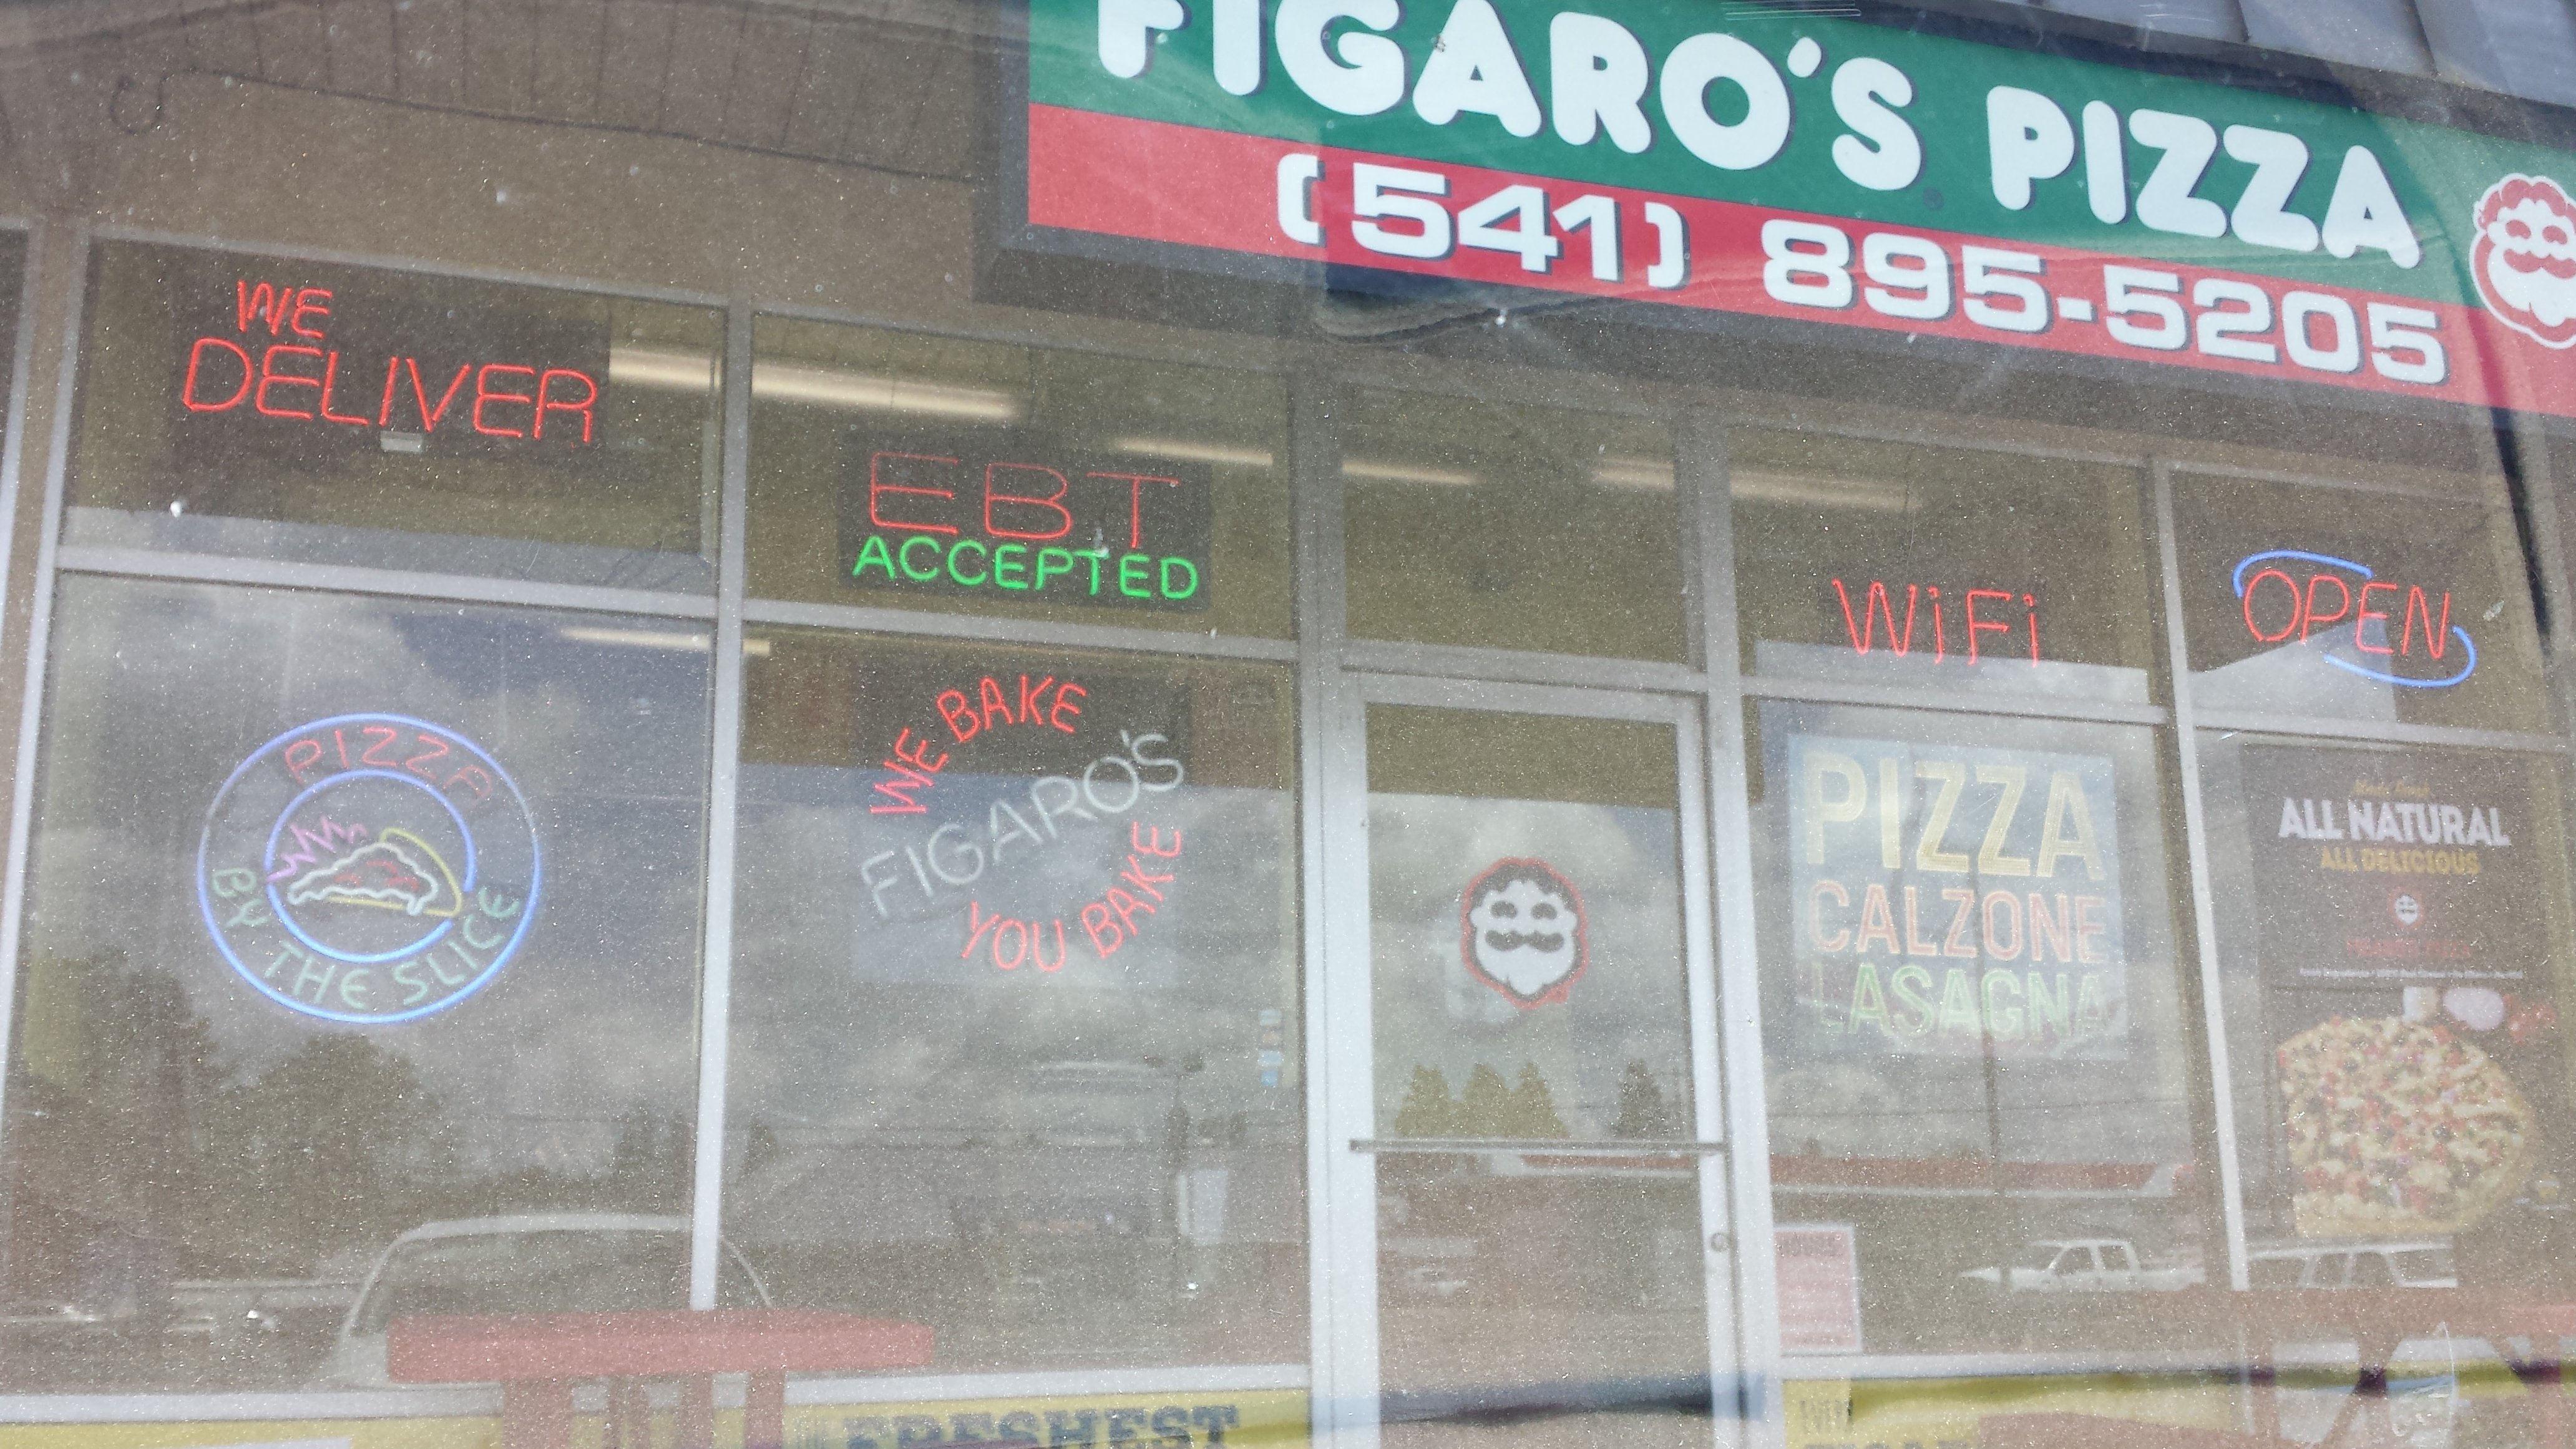 FIGARO'S PIZZA
(541) 895-5205
WE
DELIVER
EBT
ACCEPTED
WiFi
OPEN
PIZZA
BY THE SLICE
WE BAKE
FIGARO'S
YOU BAKE
PIZZA
CALZONE
LASAGNA
ALL NATURAL
ALL DELICIOUS
HOURS
FRESHEST